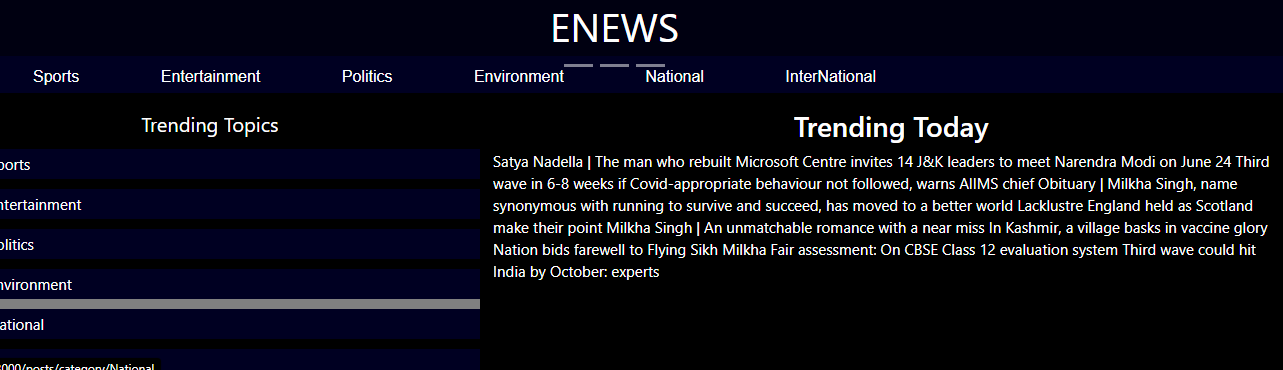 ENEWS
Sports Entertainment Politics Environment National InterNational
Trending Topics
ports
ntertainment
olitics
nvironment
ational
000/posts/category/National
Trending Today
Satya Nadella | The man who rebuilt Microsoft Centre invites 14 J&K leaders to meet Narendra Modi on June 24 Third
wave in 6-8 weeks if Covid-appropriate behaviour not followed, warns AIIMS chief Obituary | Milkha Singh, name
synonymous with running to survive and succeed, has moved to a better world Lacklustre England held as Scotland
make their point Milkha Singh | An unmatchable romance with a near miss In Kashmir, a village basks in vaccine glory
Nation bids farewell to Flying Sikh Milkha Fair assessment: On CBSE Class 12 evaluation system Third wave could hit
India by October: experts